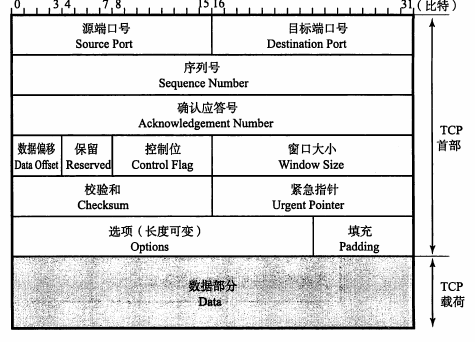 0 3 4 7 8 15 16 31 (比特)
源端口号 目标端口号
Source Port Destination Port
序列号
Sequence Number
确认应答号
Acknowledgement Number
TCP
首部
数据偏移 保留 控制位 窗口大小
Data Offset Reserved Control Flag Window Size
校验和 紧急指针
Checksum Urgent Pointer
选项（长度可变） 填充
Options Padding
数据部分
Data
TCP
载荷